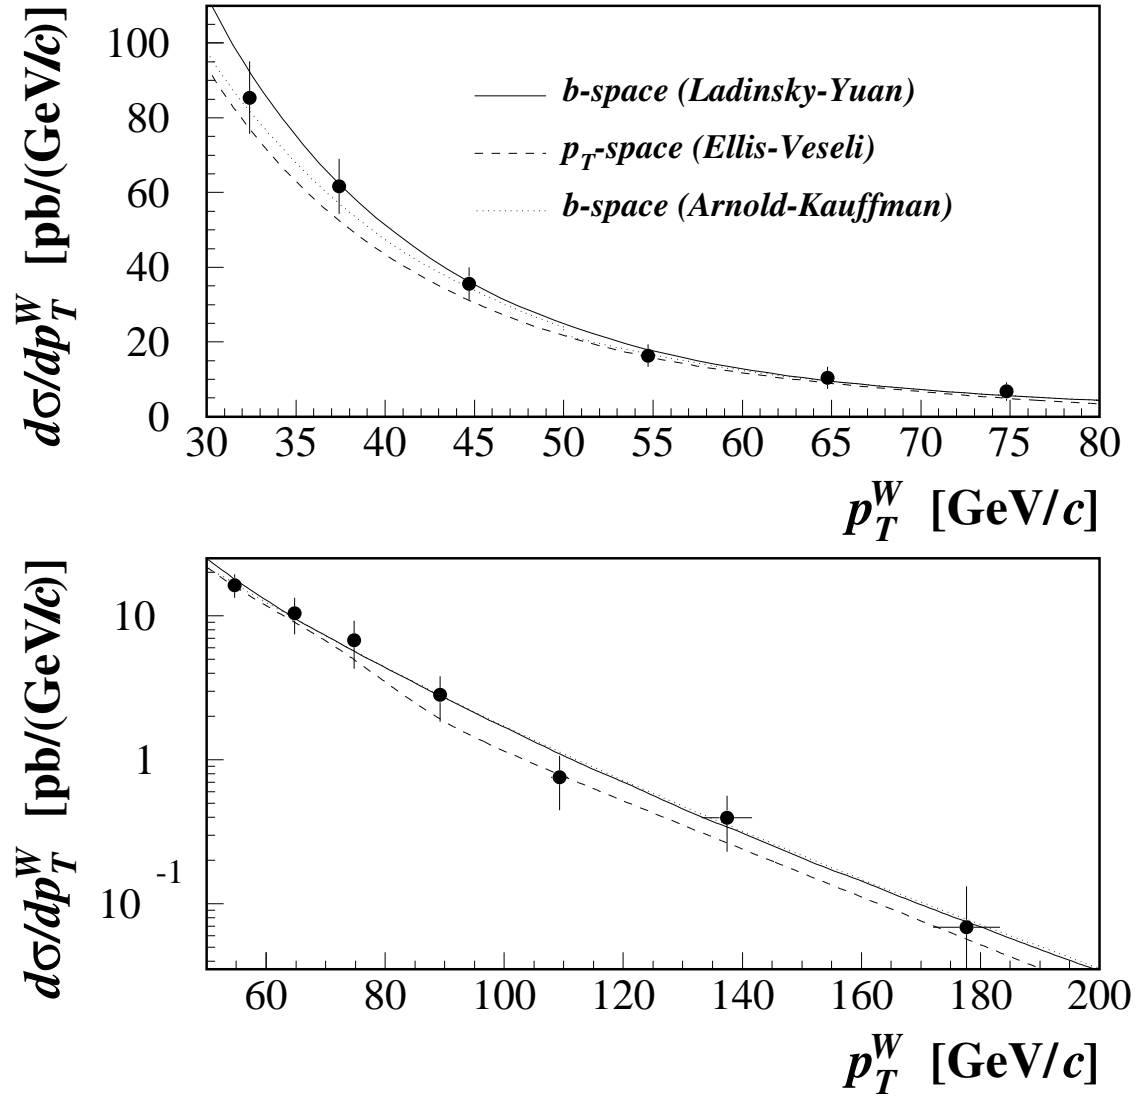 dσ/dp_T^W [pb/(GeV/c)]
100
80
60
40
20
0
b-space (Ladinsky-Yuan)
p_T-space (Ellis-Veseli)
b-space (Arnold-Kauffman)
30 35 40 45 50 55 60 65 70 75 80
p_T^W [GeV/c]
dσ/dp_T^W [pb/(GeV/c)]
10
1
10^-1
60 80 100 120 140 160 180 200
p_T^W [GeV/c]